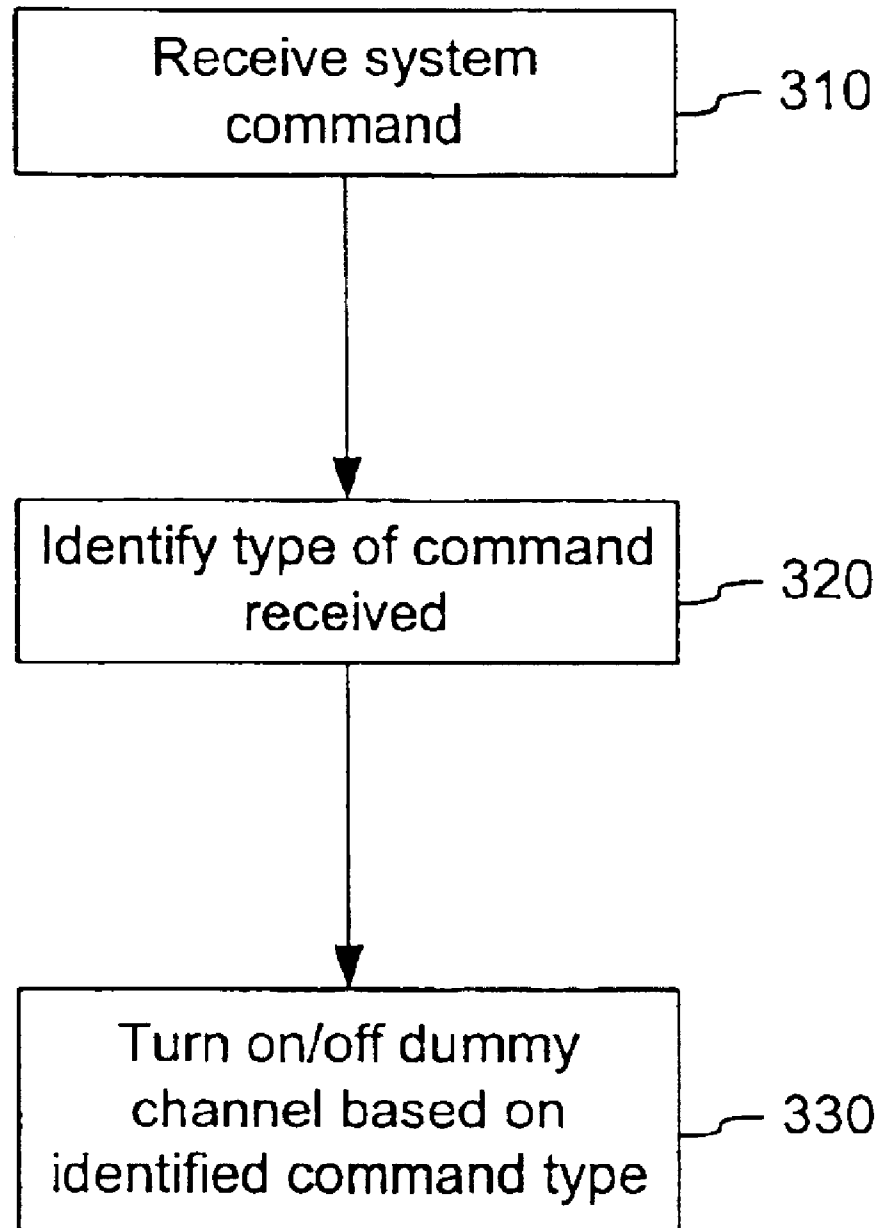 Receive system
command
310
Identify type of command
received
320
Turn on/off dummy
channel based on
identified command type
330